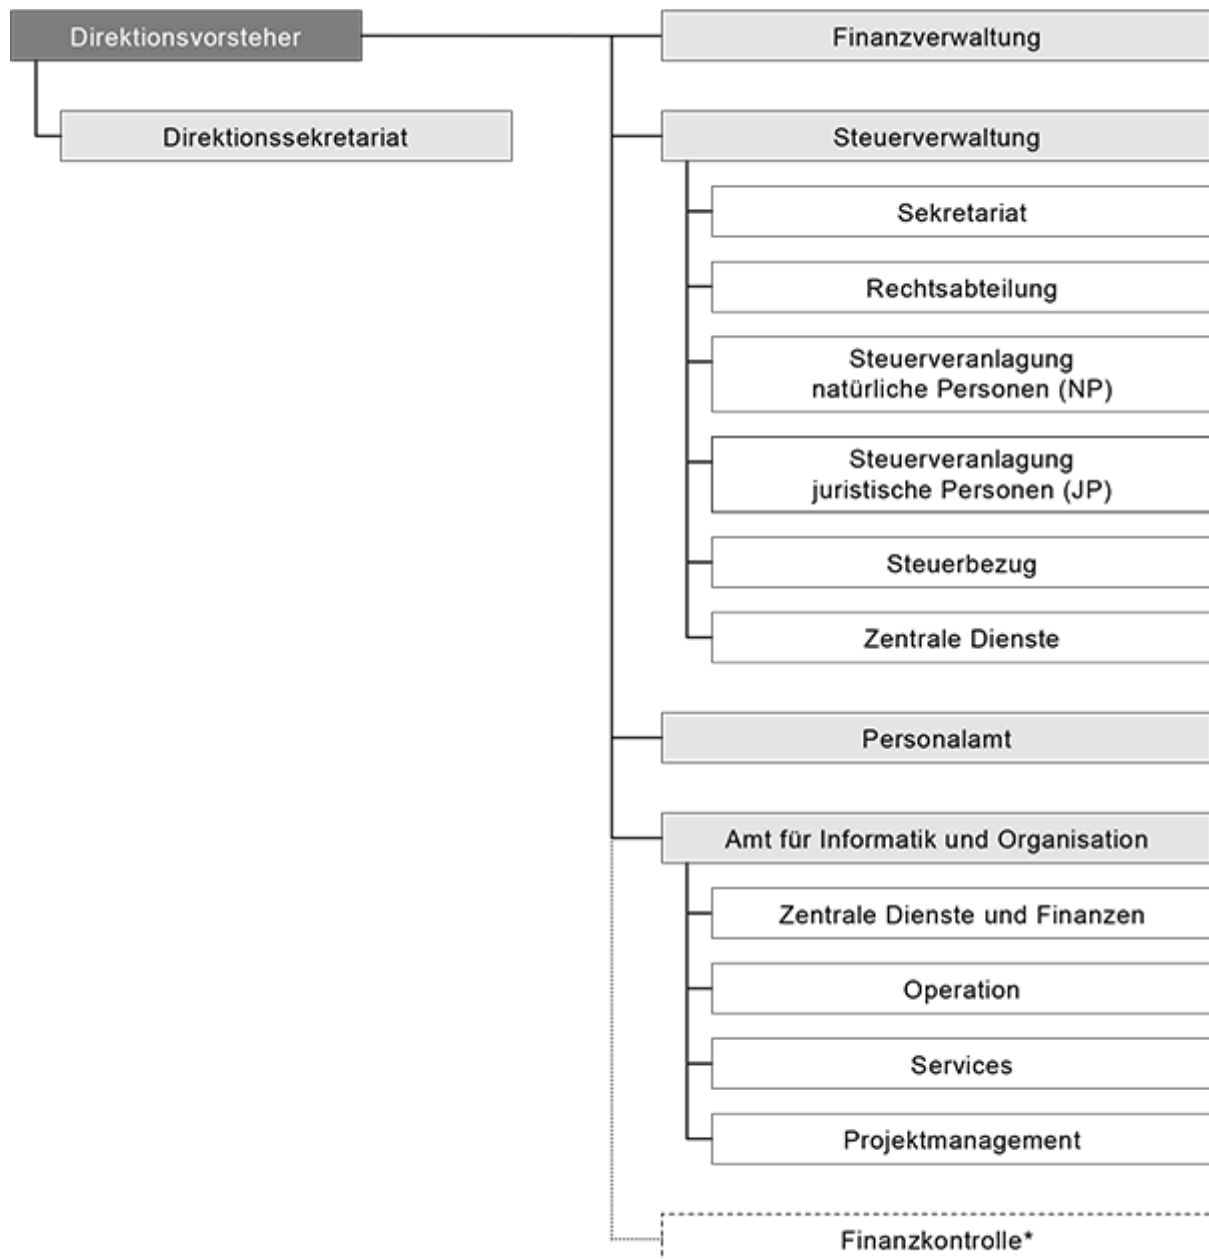 Direktionsvorsteher
Direktionssekretariat
Finanzverwaltung
Steuerverwaltung
Sekretariat
Rechtsabteilung
Steuerveranlagung
natürliche Personen (NP)
Steuerveranlagung
juristische Personen (JP)
Steuerbezug
Zentrale Dienste
Personalamt
Amt für Informatik und Organisation
Zentrale Dienste und Finanzen
Operation
Services
Projektmanagement
Finanzkontrolle*